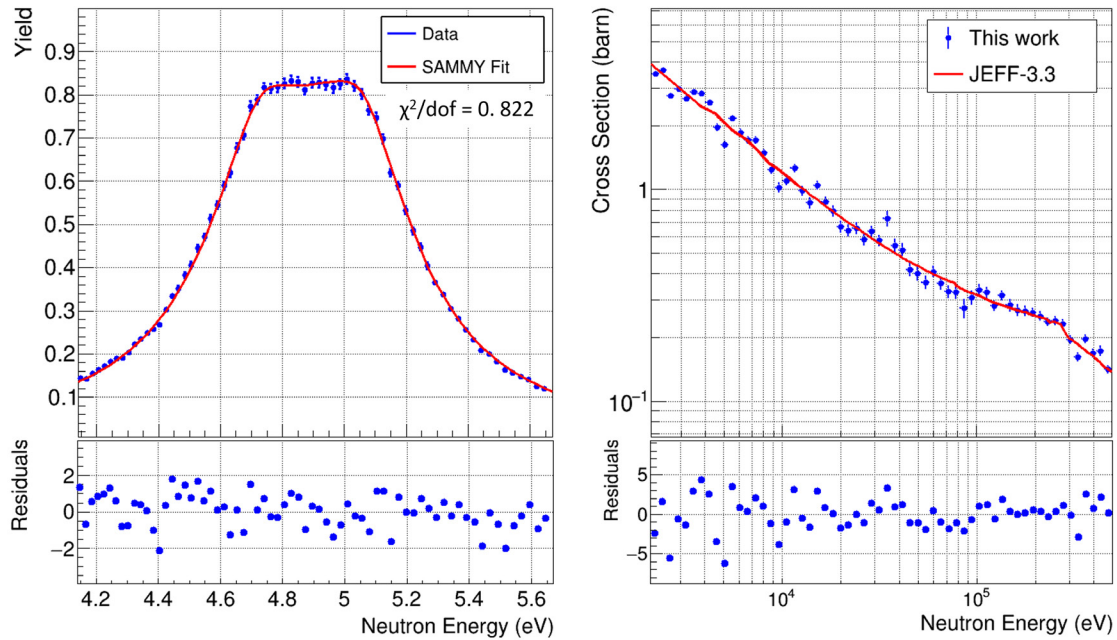 Yield
0.9
0.8
0.7
0.6
0.5
0.4
0.3
0.2
0.1
Data
SAMMY Fit
χ²/dof = 0. 822
Residuals
2
0
−2
4.2 4.4 4.6 4.8 5 5.2 5.4 5.6
Neutron Energy (eV)
Cross Section (barn)
1
10⁻¹
This work
JEFF-3.3
Residuals
5
0
−5
10⁴ 10⁵
Neutron Energy (eV)